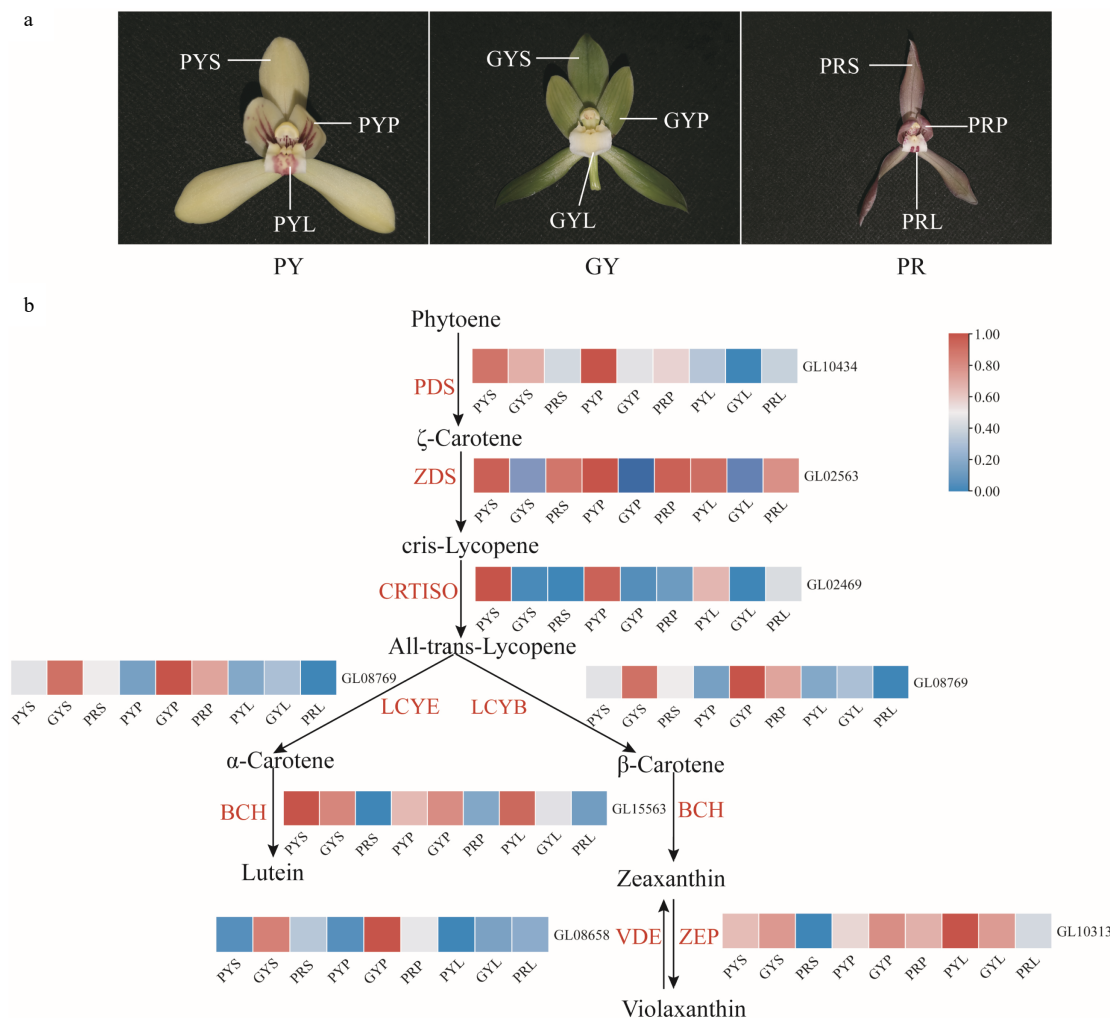 a
PYS
PYP
PYL
GYS
GYP
GYL
PRS
PRP
PRL
PY GY PR
b
Phytoene
PDS
PYS GYS PRS PYP GYP PRP PYL GYL PRL
GL10434
1.00
0.80
0.60
0.40
0.20
0.00
ζ-Carotene
ZDS
PYS GYS PRS PYP GYP PRP PYL GYL PRL
GL02563
cris-Lycopene
CRTISO
PYS GYS PRS PYP GYP PRP PYL GYL PRL
GL02469
All-trans-Lycopene
PYS GYS PRS PYP GYP PRP PYL GYL PRL
GL08769
LCYE LCYB
PYS GYS PRS PYP GYP PRP PYL GYL PRL
GL08769
α-Carotene
β-Carotene
BCH
PYS GYS PRS PYP GYP PRP PYL GYL PRL
GL15563
BCH
Lutein
Zeaxanthin
PYS GYS PRS PYP GYP PRP PYL GYL PRL
GL08658
VDE ZEP
PYS GYS PRS PYP GYP PRP PYL GYL PRL
GL10313
Violaxanthin